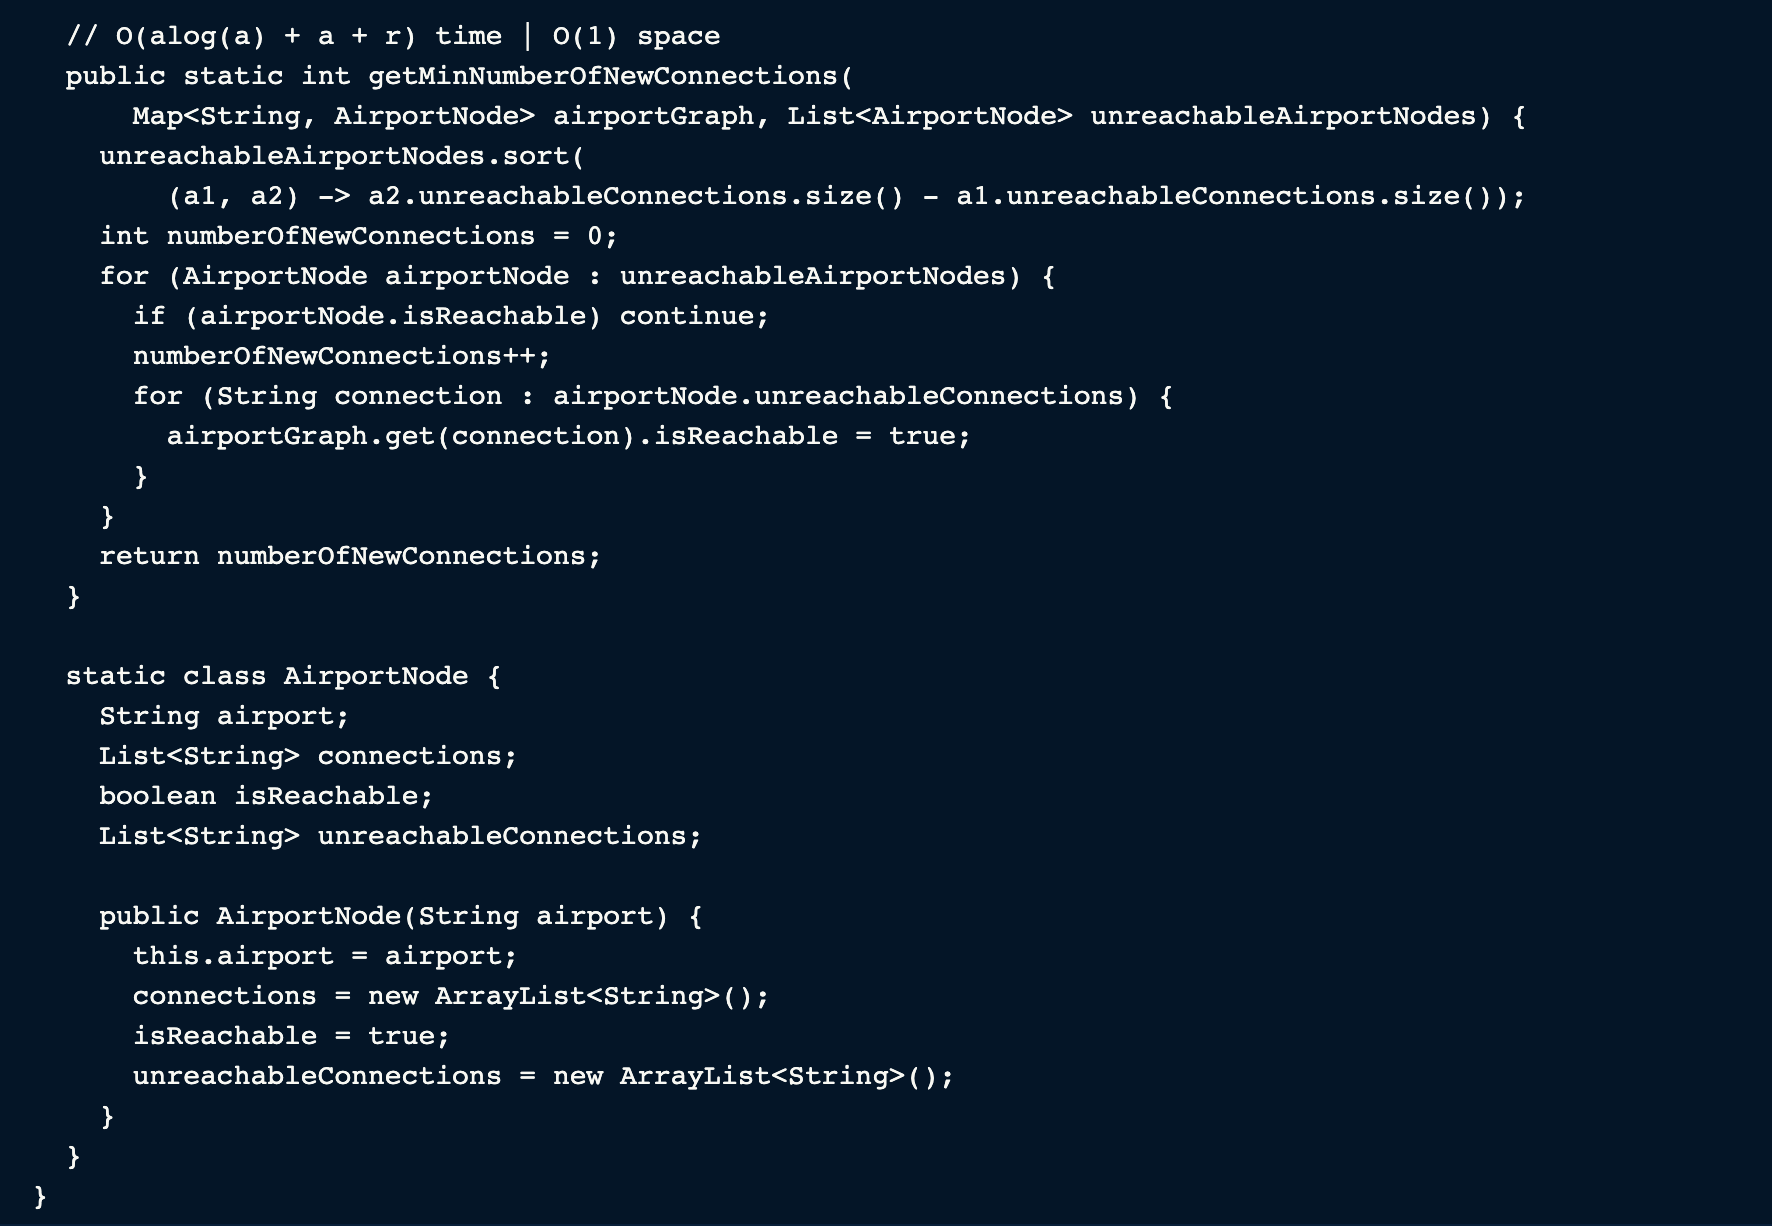 // O(alog(a) + a + r) time | O(1) space
public static int getMinNumberOfNewConnections(
Map<String, AirportNode> airportGraph, List<AirportNode> unreachableAirportNodes) {
unreachableAirportNodes.sort(
(a1, a2) -> a2.unreachableConnections.size() - a1.unreachableConnections.size());
int numberOfNewConnections = 0;
for (AirportNode airportNode : unreachableAirportNodes) {
if (airportNode.isReachable) continue;
numberOfNewConnections++;
for (String connection : airportNode.unreachableConnections) {
airportGraph.get(connection).isReachable = true;
}
}
return numberOfNewConnections;
}
static class AirportNode {
String airport;
List<String> connections;
boolean isReachable;
List<String> unreachableConnections;
public AirportNode(String airport) {
this.airport = airport;
connections = new ArrayList<String>();
isReachable = true;
unreachableConnections = new ArrayList<String>();
}
}
}